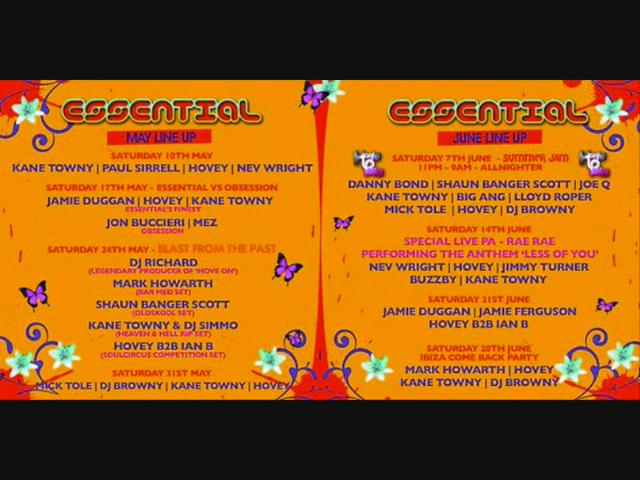 ESSENTIAL
MAY LINE UP
SATURDAY 10TH MAY
KANE TOWNY | PAUL SIRRELL | HOVEY | NEV WRIGHT
SATURDAY 17TH MAY - ESSENTIAL VS OBSESSION
JAMIE DUGGAN | HOVEY | KANE TOWNY
ESSENTIAL'S FINEST
JON BUCCIERI | MEZ
OBSESSION
SATURDAY 24TH MAY - BLAST FROM THE PAST
DJ RICHARD
(LEGENDARY PRODUCER OF 'MOVE ON')
MARK HOWARTH
(BAR MED SET)
SHAUN BANGER SCOTT
(OLDSKOOL SET)
KANE TOWNY & DJ SIMMO
(HEAVEN & HELL RIP SET)
HOVEY B2B IAN B
(SOULCIRCUS COMPETITION SET)
SATURDAY 31ST MAY
MICK TOLE | DJ BROWNY | KANE TOWNY | HOVEY
ESSENTIAL
JUNE LINE UP
SATURDAY 7TH JUNE - SUMMER JAM
11PM - 9AM - ALLNIGHTER
DANNY BOND | SHAUN BANGER SCOTT | JOE Q
KANE TOWNY | BIG ANG | LLOYD ROPER
MICK TOLE | HOVEY | DJ BROWNY
SATURDAY 14TH JUNE
SPECIAL LIVE PA - RAE RAE
PERFORMING THE ANTHEM 'LESS OF YOU'
NEV WRIGHT | HOVEY | JIMMY TURNER
BUZZBY | KANE TOWNY
SATURDAY 21ST JUNE
JAMIE DUGGAN | JAMIE FERGUSON
HOVEY B2B IAN B
SATURDAY 28TH JUNE
IBIZA COME BACK PARTY
MARK HOWARTH | HOVEY
KANE TOWNY | DJ BROWNY